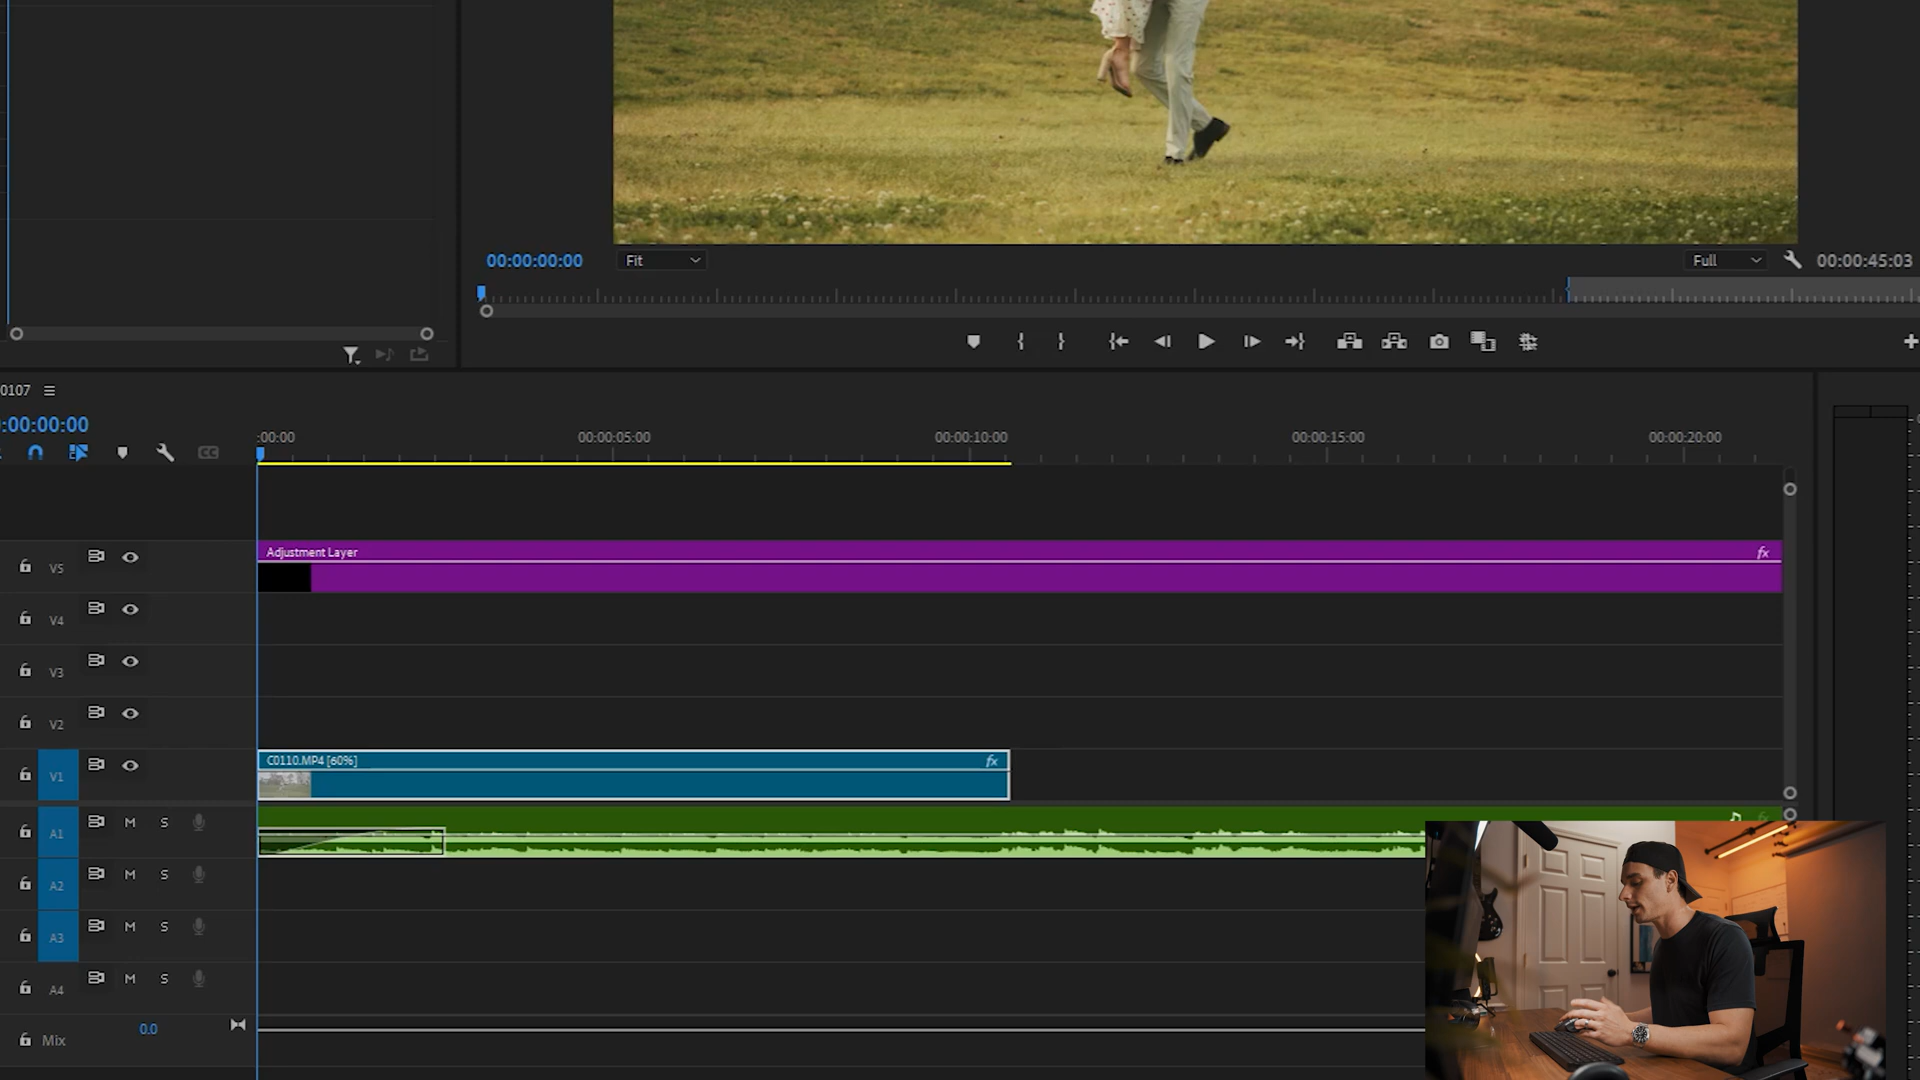 00:00:00:00
Fit
Full
00:00:45:03
0107
:00:00:00
:00:00
00:00:05:00
00:00:10:00
00:00:15:00
00:00:20:00
CC
Adjustment Layer
fx
V5
V4
V3
V2
C0110.MP4 [60%]
fx
V1
A1
M
S
A2
M
S
A3
M
S
A4
M
S
Mix
0.0